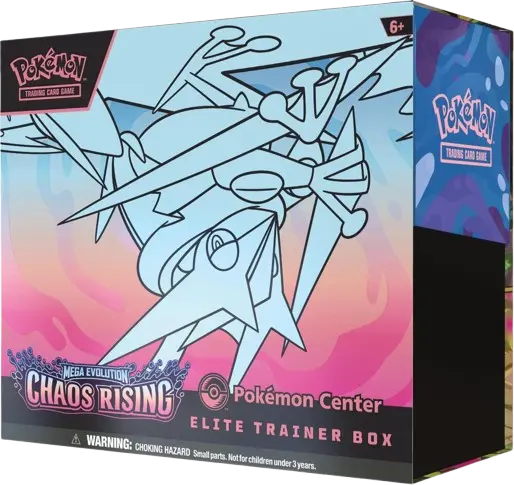 6+
POKÉMON
TRADING CARD GAME
POKÉMON
TRADING CARD GAME
MEGA EVOLUTION
CHAOS RISING
Pokémon Center
ELITE TRAINER BOX
⚠ WARNING: CHOKING HAZARD Small parts. Not for children under 3 years.